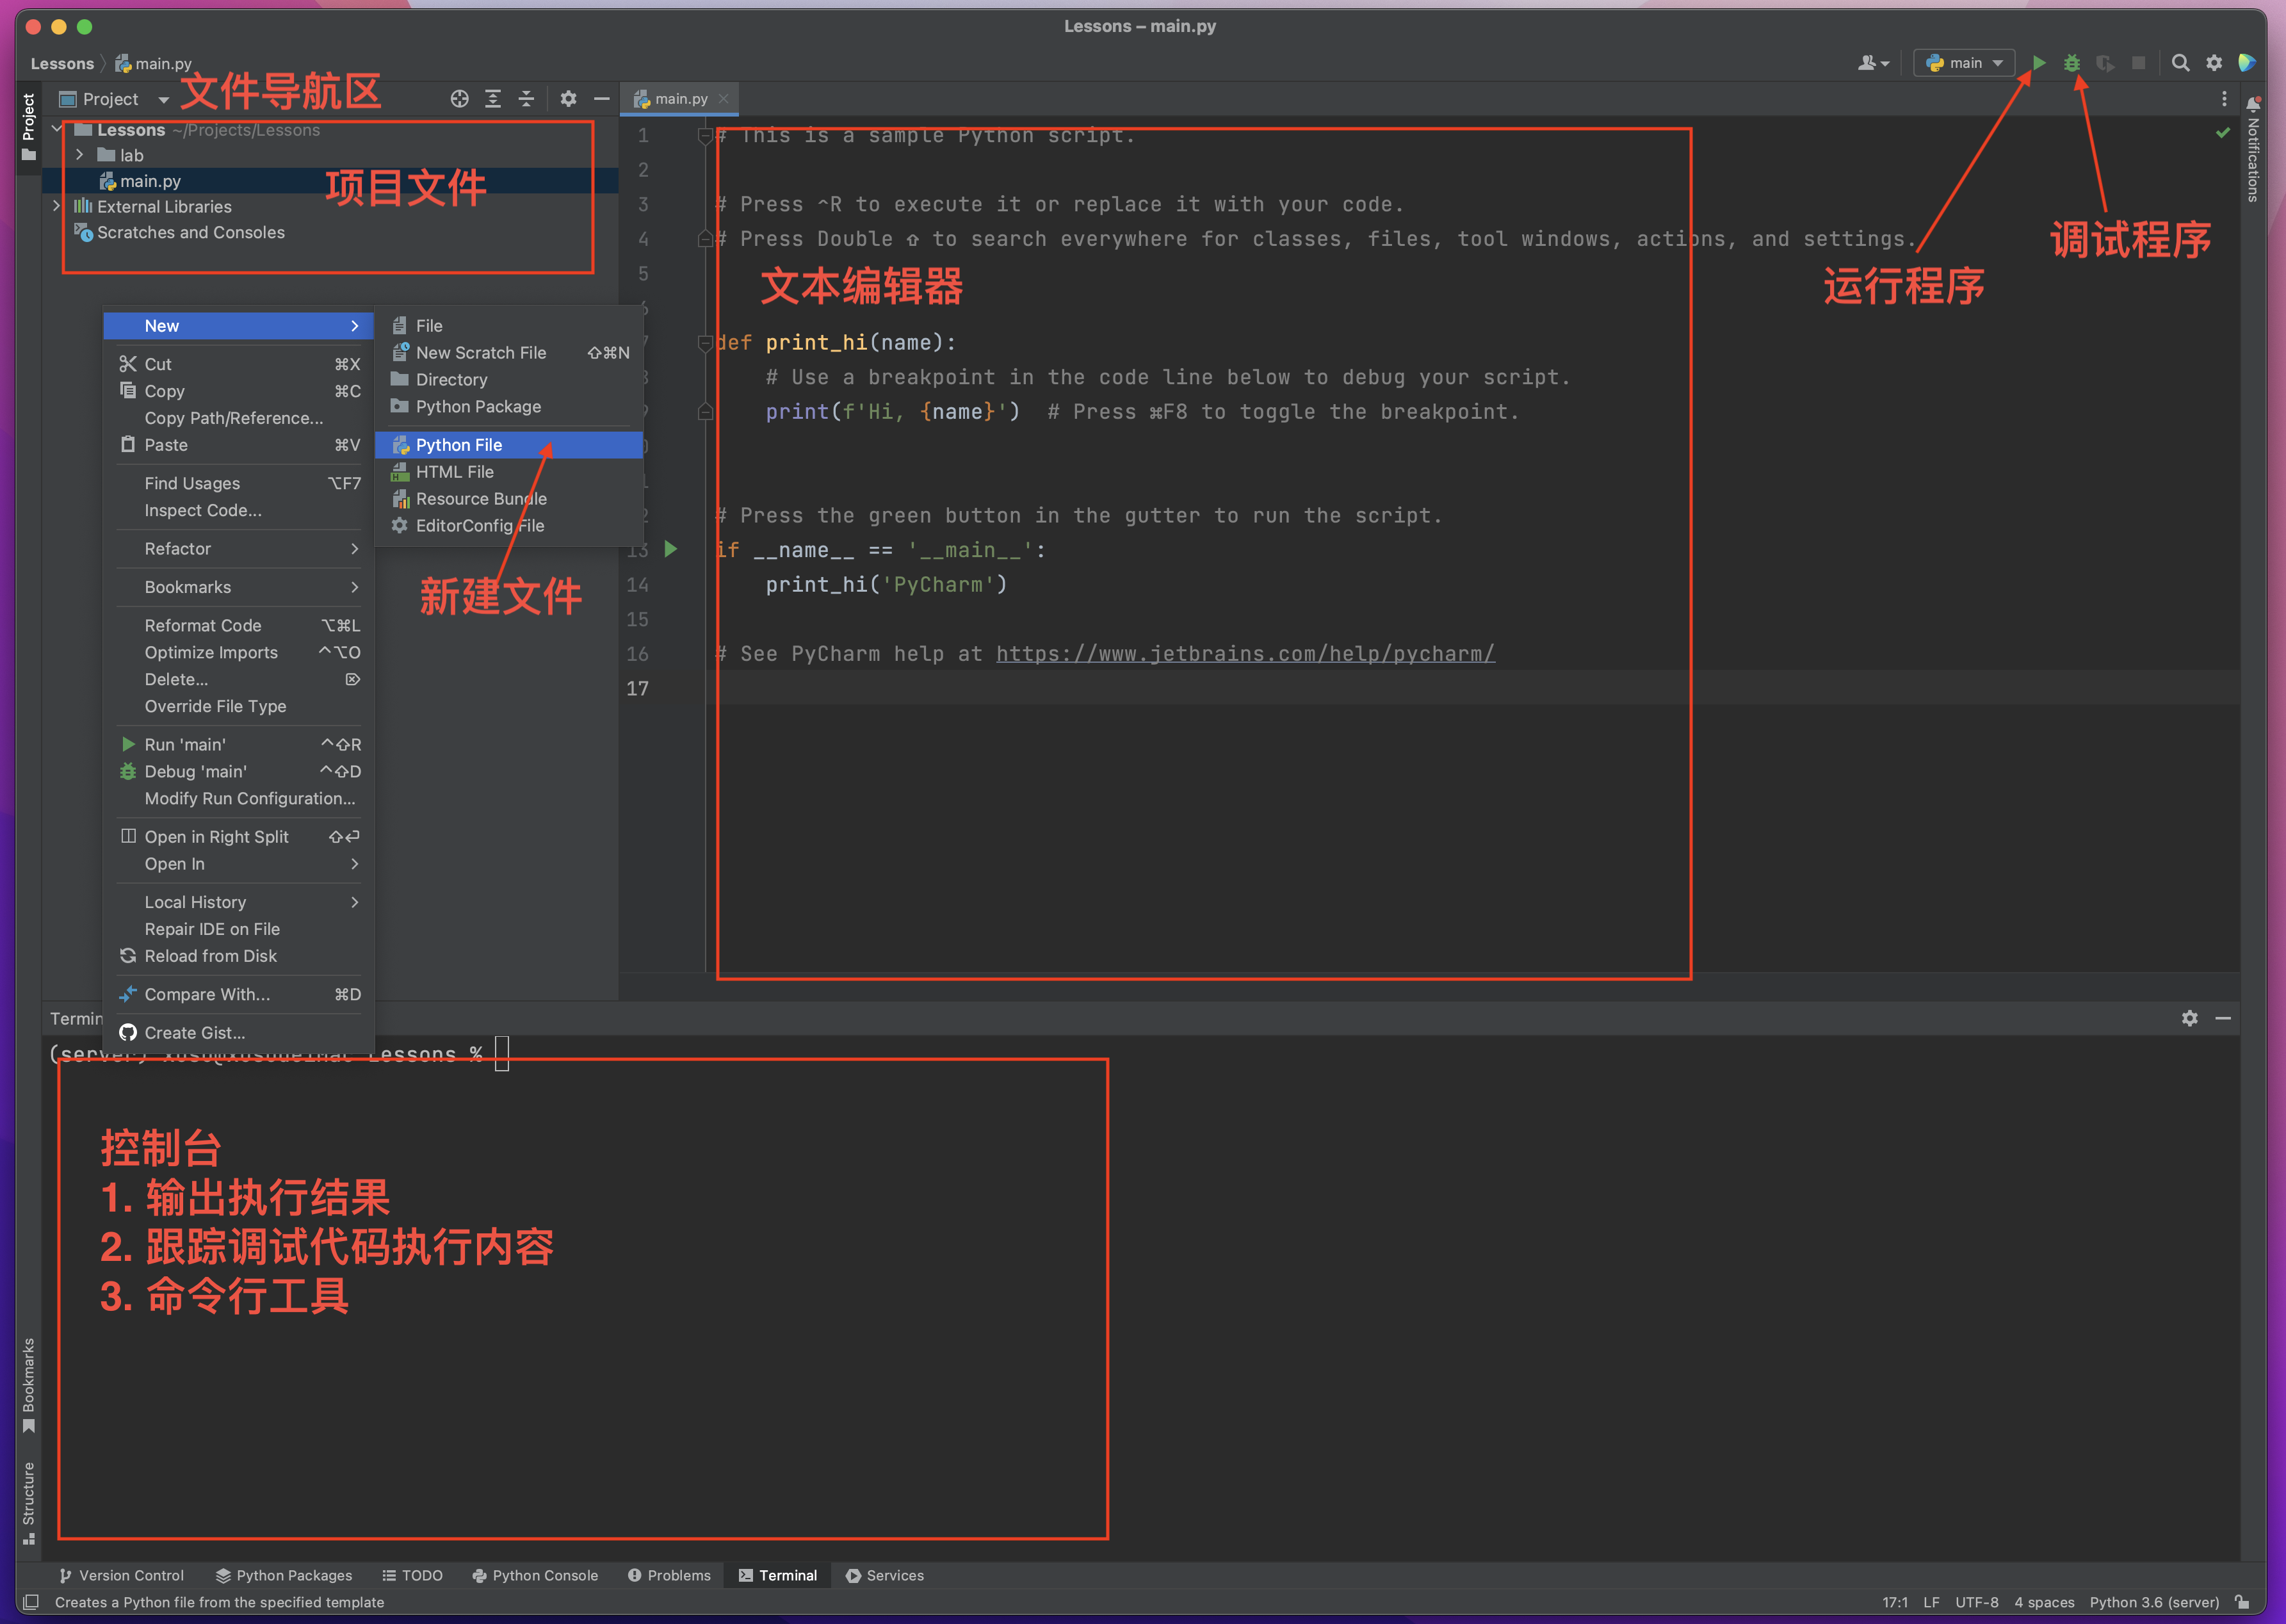 Lessons – main.py
Lessons main.py
main
Project 文件导航区
main.py
Project
Notifications
Lessons ~/Projects/Lessons
lab
main.py
项目文件
External Libraries
Scratches and Consoles
1 # This is a sample Python script.
2
3 # Press ^R to execute it or replace it with your code.
4 # Press Double ⇧ to search everywhere for classes, files, tool windows, actions, and settings.
5
调试程序
运行程序
文本编辑器
def print_hi(name):
# Use a breakpoint in the code line below to debug your script.
print(f'Hi, {name}')  # Press ⌘F8 to toggle the breakpoint.
# Press the green button in the gutter to run the script.
13 if __name__ == '__main__':
14 print_hi('PyCharm')
15
16 # See PyCharm help at https://www.jetbrains.com/help/pycharm/
17
New
Cut ⌘X
Copy ⌘C
Copy Path/Reference...
Paste ⌘V
Find Usages ⌥F7
Inspect Code...
Refactor
Bookmarks
Reformat Code ⌥⌘L
Optimize Imports ^⌥O
Delete... ⌦
Override File Type
Run 'main' ^⇧R
Debug 'main' ^⇧D
Modify Run Configuration...
Open in Right Split ⇧⏎
Open In
Local History
Repair IDE on File
Reload from Disk
Compare With... ⌘D
Create Gist...
File
New Scratch File ⇧⌘N
Directory
Python Package
Python File
HTML File
Resource Bundle
EditorConfig File
新建文件
(server) Lessons %
控制台
1. 输出执行结果
2. 跟踪调试代码执行内容
3. 命令行工具
Bookmarks
Structure
Version Control Python Packages TODO Python Console Problems Terminal Services
Creates a Python file from the specified template 17:1 LF UTF-8 4 spaces Python 3.6 (server)